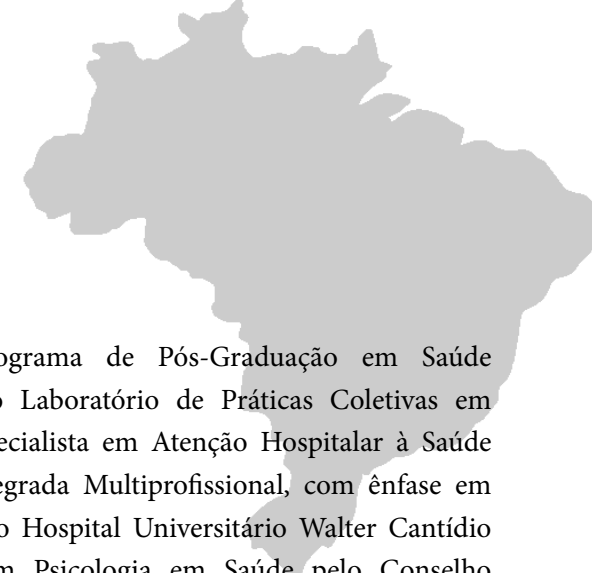 ograma de Pós-Graduação em Saúde
o Laboratório de Práticas Coletivas em
ecialista em Atenção Hospitalar à Saúde
egrada Multiprofissional, com ênfase em
o Hospital Universitário Walter Cantídio
m Psicologia em Saúde pelo Conselho